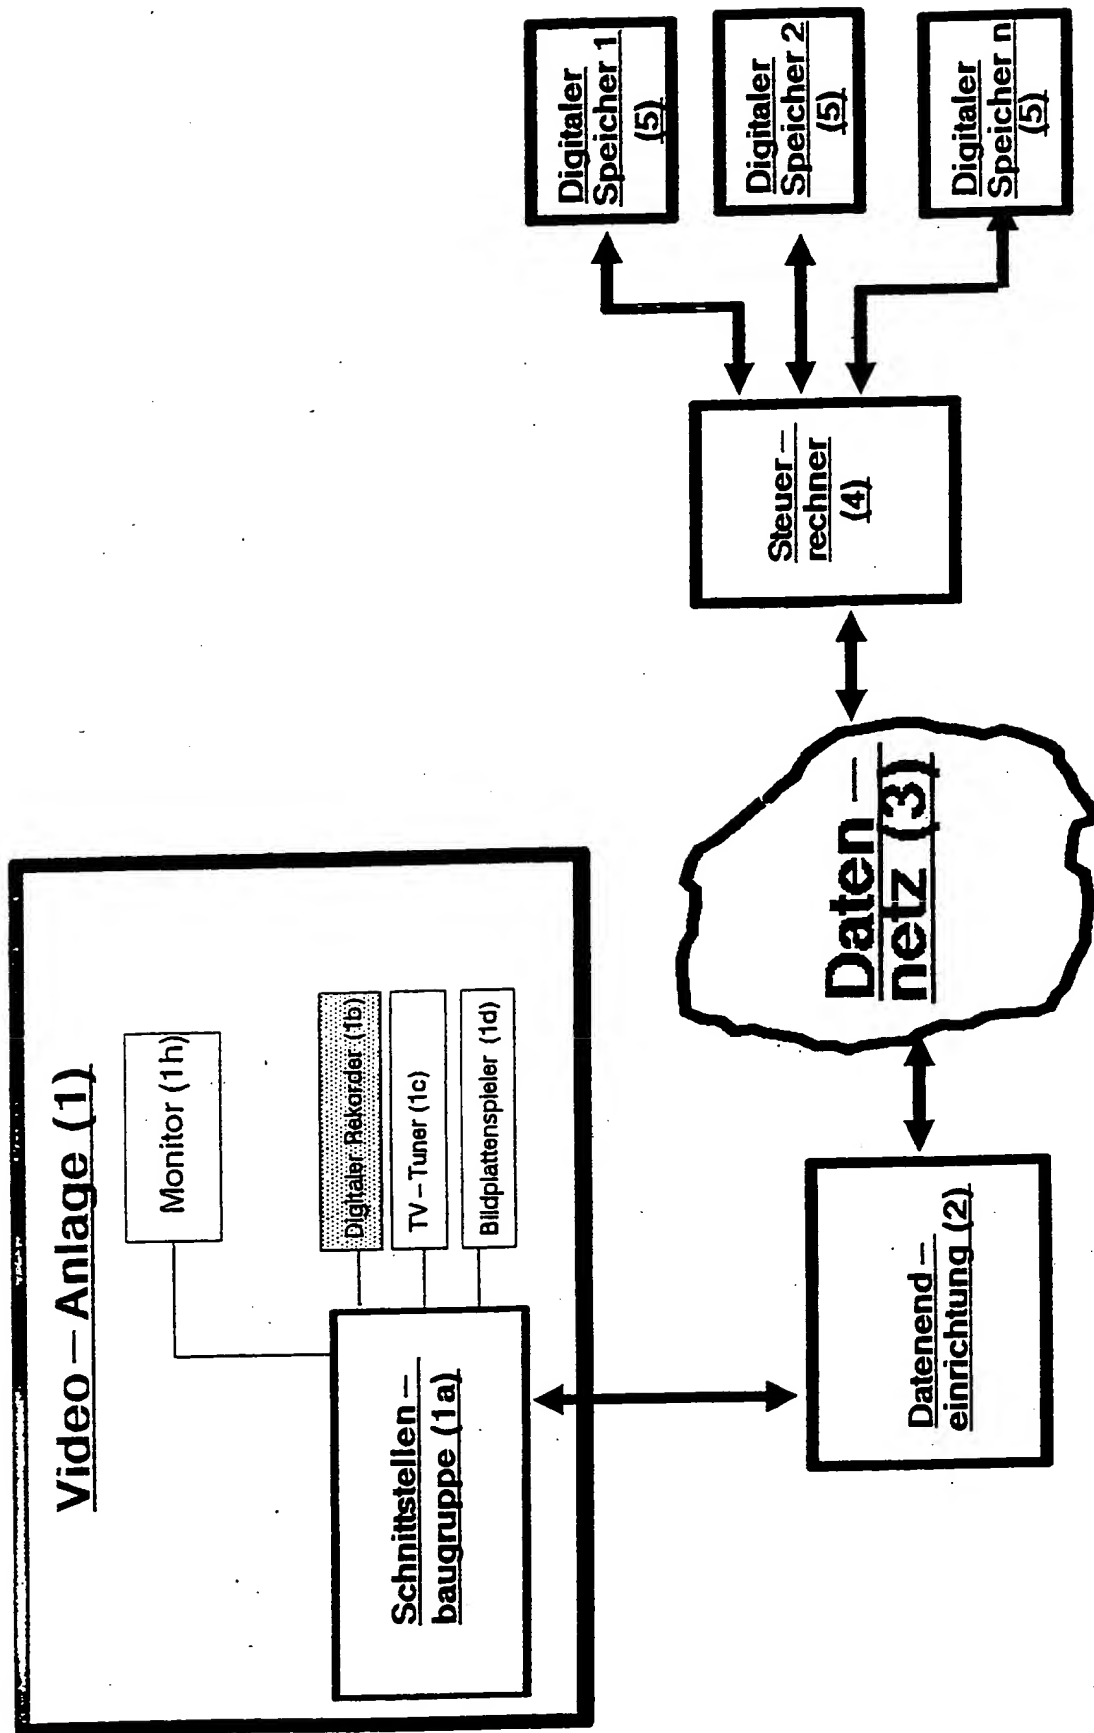 Video–Anlage (1)
Monitor (1h)
Schnittstellen–
baugruppe (1a)
Digitaler Rekorder (1b)
TV–Tuner (1c)
Bildplattenspieler (1d)
Datenend–
einrichtung (2)
Daten–
netz (3)
Steuer–
rechner
(4)
Digitaler
Speicher 1
(5)
Digitaler
Speicher 2
(5)
Digitaler
Speicher n
(5)